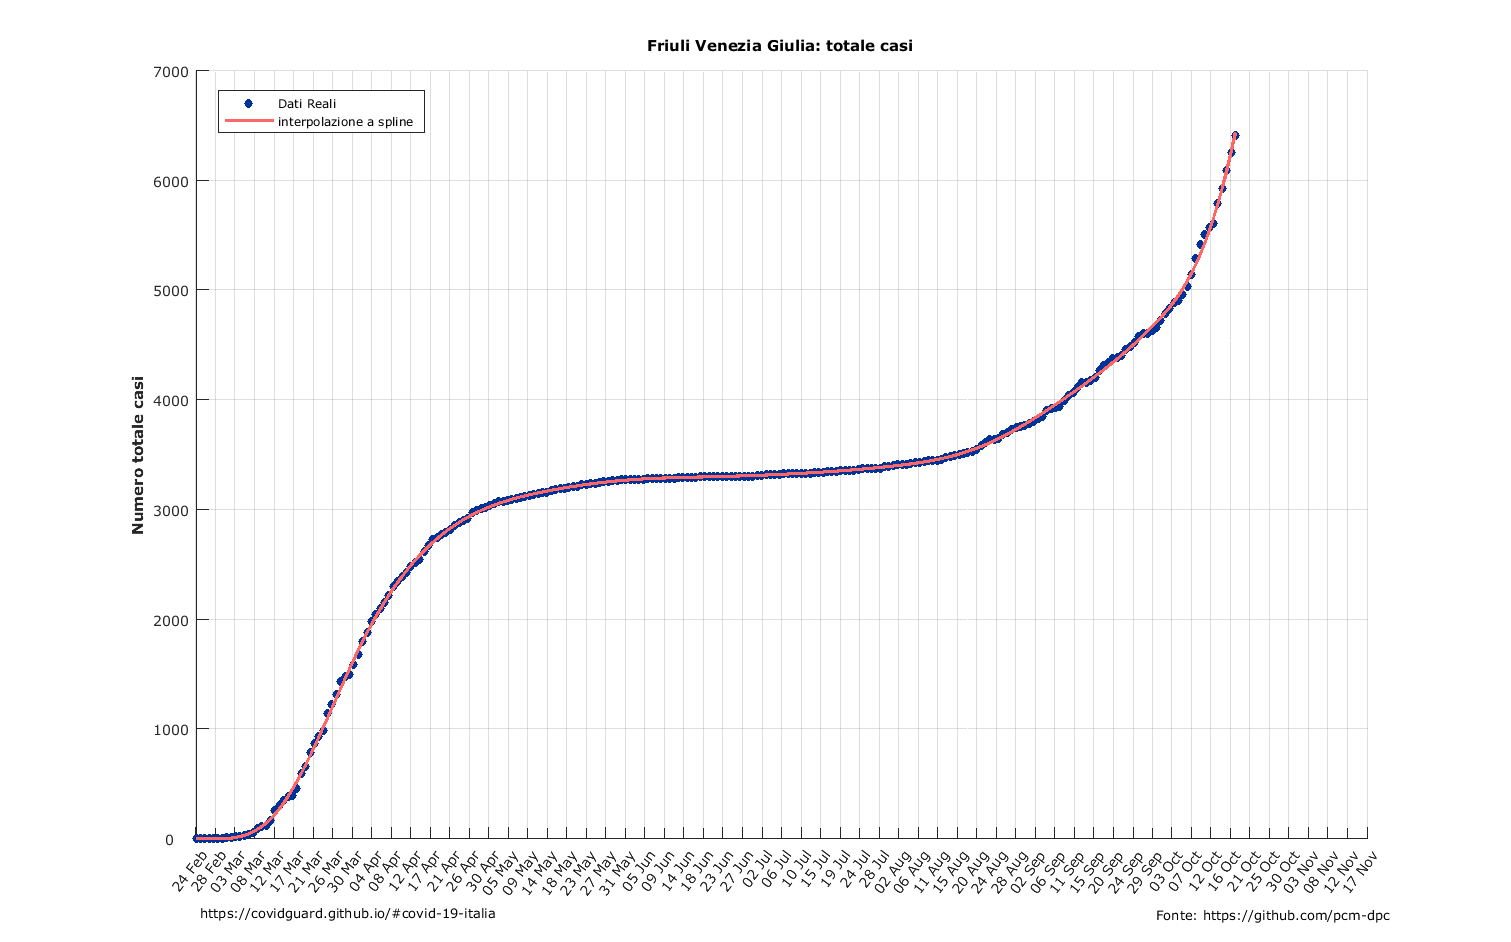 Friuli Venezia Giulia: totale casi
Dati Reali
interpolazione a spline
Numero totale casi
7000
6000
5000
4000
3000
2000
1000
0
24 Feb
28 Feb
03 Mar
08 Mar
12 Mar
17 Mar
21 Mar
26 Mar
30 Mar
04 Apr
08 Apr
12 Apr
17 Apr
21 Apr
26 Apr
30 Apr
05 May
09 May
14 May
18 May
23 May
27 May
31 May
05 Jun
09 Jun
14 Jun
18 Jun
23 Jun
27 Jun
02 Jul
06 Jul
10 Jul
15 Jul
19 Jul
24 Jul
28 Jul
02 Aug
06 Aug
11 Aug
15 Aug
20 Aug
24 Aug
28 Aug
02 Sep
06 Sep
11 Sep
15 Sep
20 Sep
24 Sep
29 Sep
03 Oct
07 Oct
12 Oct
16 Oct
21 Oct
25 Oct
30 Oct
03 Nov
08 Nov
12 Nov
17 Nov
https://covidguard.github.io/#covid-19-italia
Fonte: https://github.com/pcm-dpc